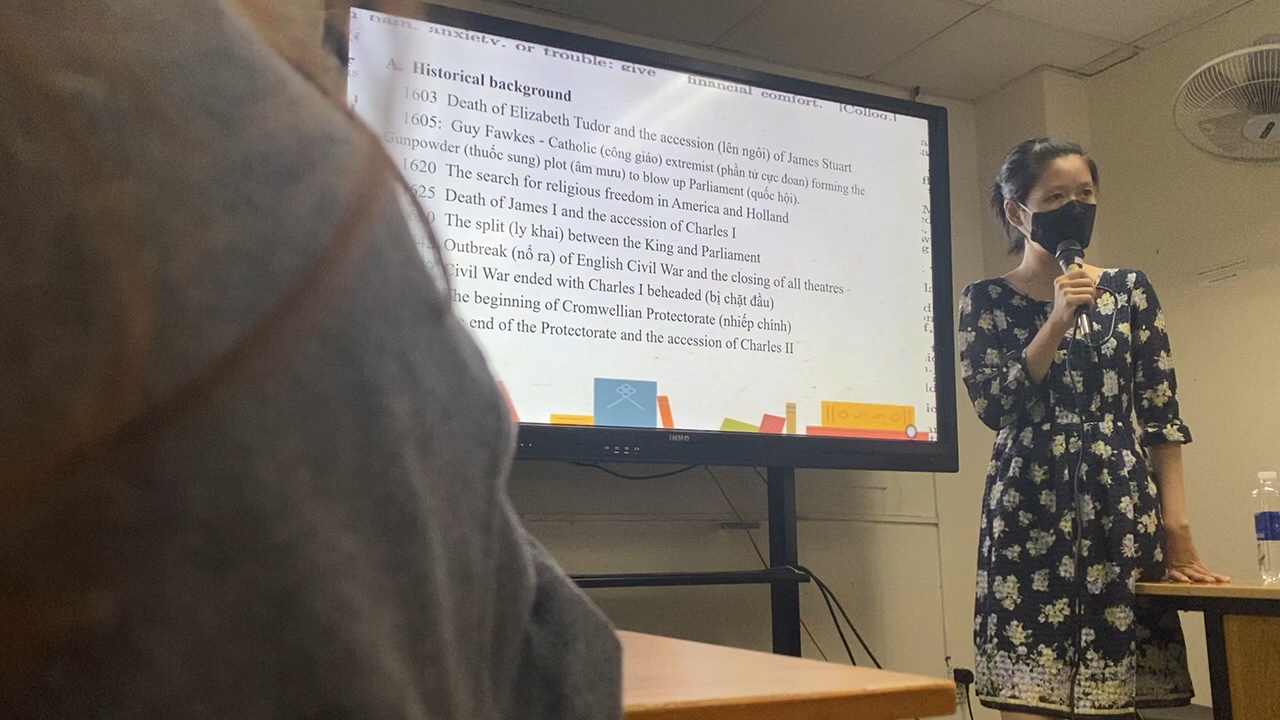 pain. anxiety. or trouble: give financial comfort. [Colloq.]
A. Historical background
1603 Death of Elizabeth Tudor and the accession (lên ngôi) of James Stuart
1605: Guy Fawkes - Catholic (công giáo) extremist (phần tử cực đoan) forming the
Gunpowder (thuốc súng) plot (âm mưu) to blow up Parliament (quốc hội).
1620 The search for religious freedom in America and Holland
625 Death of James I and the accession of Charles I
The split (ly khai) between the King and Parliament
Outbreak (nổ ra) of English Civil War and the closing of all theatres -
Civil War ended with Charles I beheaded (bị chặt đầu)
The beginning of Cromwellian Protectorate (nhiếp chính)
end of the Protectorate and the accession of Charles II
INNO